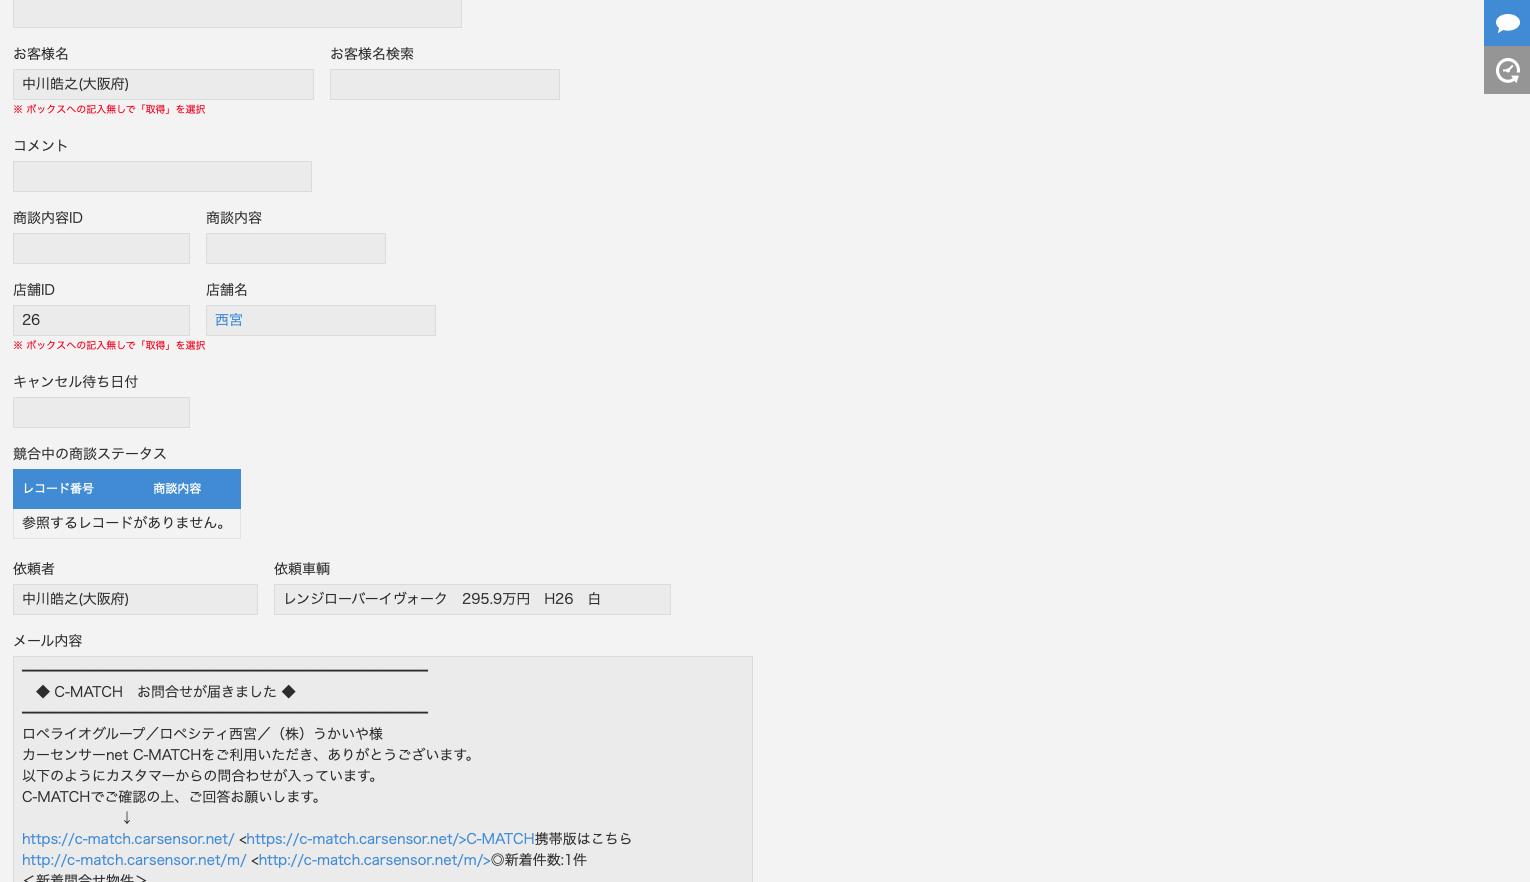 お客様名 お客様名検索
中川皓之(大阪府)
※ ボックスへの記入無しで「取得」を選択
コメント
商談内容ID 商談内容
店舗ID 店舗名
26 西宮
※ ボックスへの記入無しで「取得」を選択
キャンセル待ち日付
競合中の商談ステータス
レコード番号 商談内容
参照するレコードがありません。
依頼者 依頼車輌
中川皓之(大阪府) レンジローバーイヴォーク　295.9万円　H26　白
メール内容
━━━━━━━━━━━━━━━━━━━━━━━━━━━━━
　◆ C-MATCH　お問合せが届きました ◆
━━━━━━━━━━━━━━━━━━━━━━━━━━━━━
ロペライオグループ／ロペシティ西宮／（株）うかいや様
カーセンサーnet C-MATCHをご利用いただき、ありがとうございます。
以下のようにカスタマーからの問合わせが入っています。
C-MATCHでご確認の上、ご回答お願いします。
↓
https://c-match.carsensor.net/ <https://c-match.carsensor.net/>C-MATCH携帯版はこちら
http://c-match.carsensor.net/m/ <http://c-match.carsensor.net/m/>◎新着件数:1件
＜新着問合せ物件＞